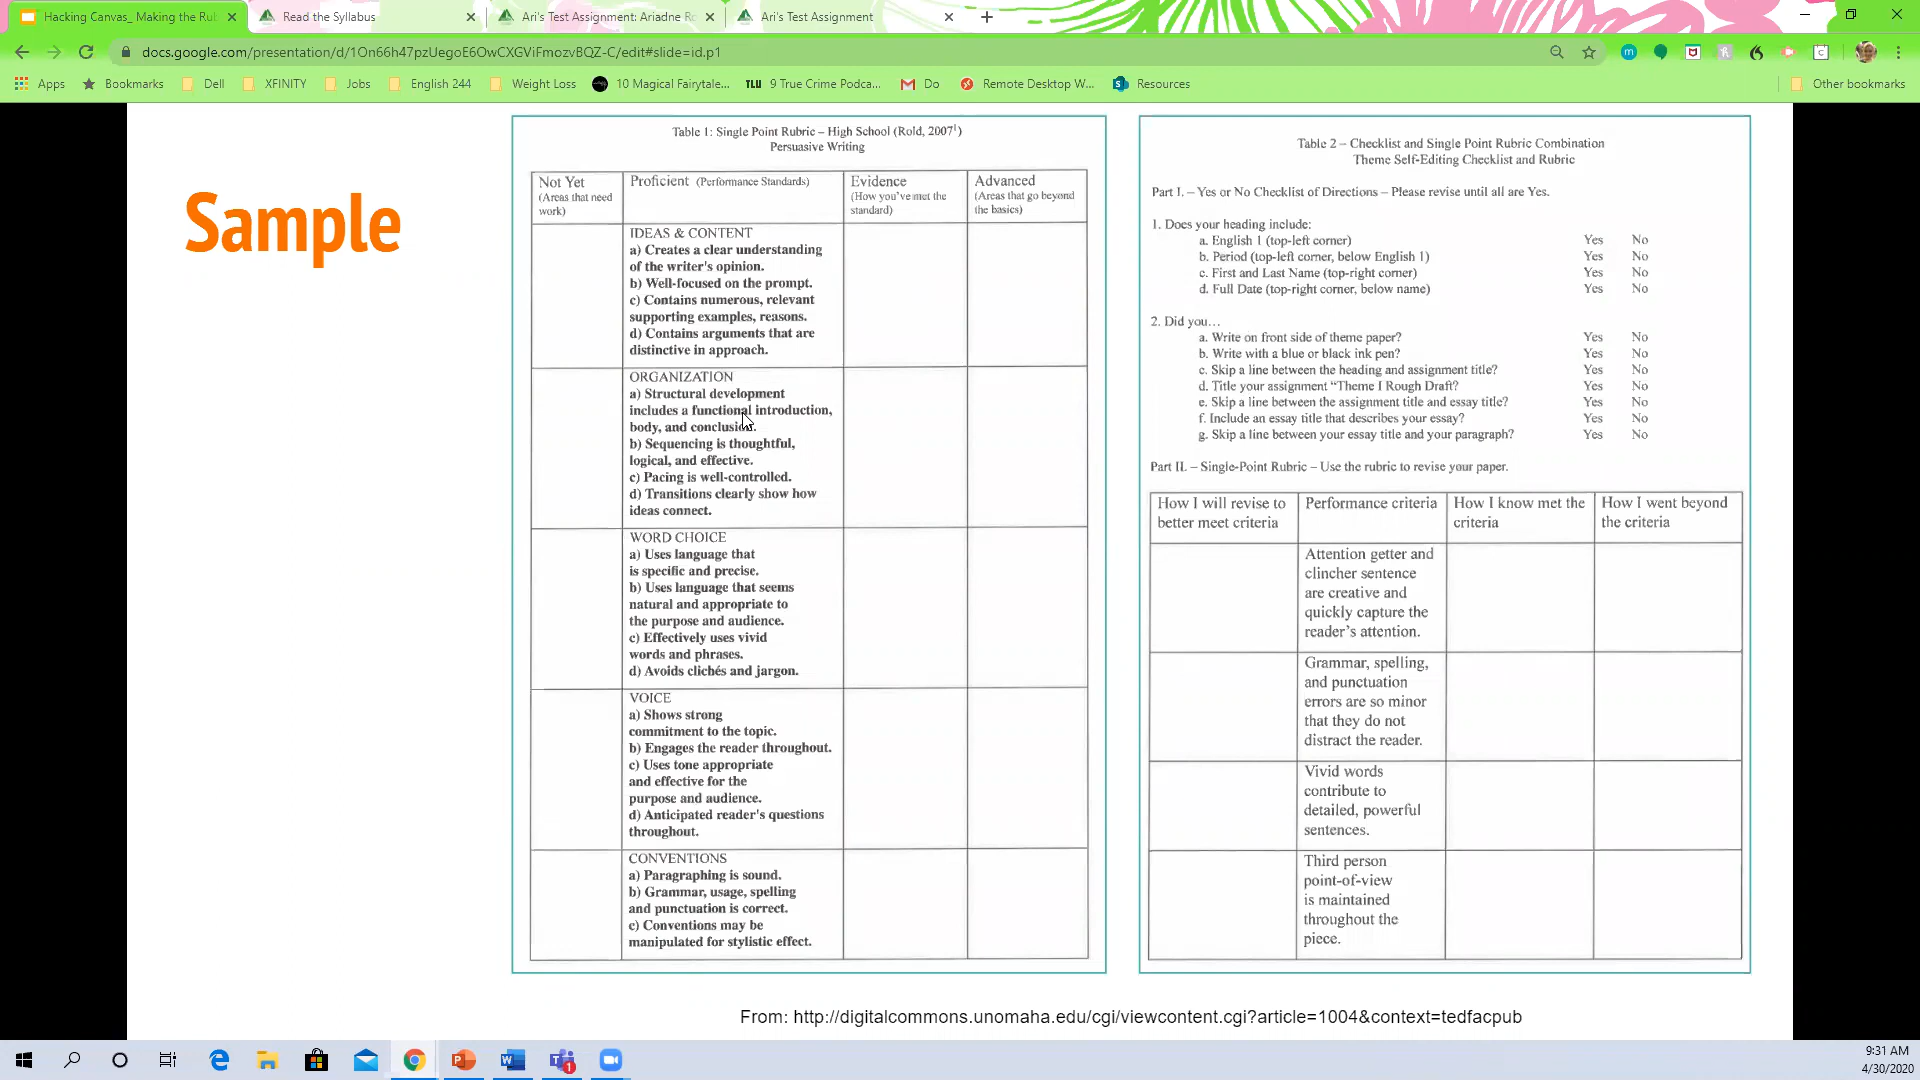 Hacking Canvas_ Making the Rub
Read the Syllabus
Ari's Test Assignment: Ariadne Ro
Ari's Test Assignment
docs.google.com/presentation/d/1On66h47pzUegoE6OwCXGViFmozvBQZ-C/edit#slide=id.p1
Apps
Bookmarks
Dell
XFINITY
Jobs
English 244
Weight Loss
10 Magical Fairytale...
TLU
9 True Crime Podca...
Do
Remote Desktop W...
Resources
Other bookmarks
Sample
Table 1: Single Point Rubric – High School (Rold, 2007¹)
Persuasive Writing
Not Yet
(Areas that need
work)
Proficient (Performance Standards)
Evidence
(How you've met the
standard)
Advanced
(Areas that go beyond
the basics)
IDEAS & CONTENT
a) Creates a clear understanding
of the writer's opinion.
b) Well-focused on the prompt.
c) Contains numerous, relevant
supporting examples, reasons.
d) Contains arguments that are
distinctive in approach.
ORGANIZATION
a) Structural development
includes a functional introduction,
body, and conclusion.
b) Sequencing is thoughtful,
logical, and effective.
c) Pacing is well-controlled.
d) Transitions clearly show how
ideas connect.
WORD CHOICE
a) Uses language that
is specific and precise.
b) Uses language that seems
natural and appropriate to
the purpose and audience.
c) Effectively uses vivid
words and phrases.
d) Avoids clichés and jargon.
VOICE
a) Shows strong
commitment to the topic.
b) Engages the reader throughout.
c) Uses tone appropriate
and effective for the
purpose and audience.
d) Anticipated reader's questions
throughout.
CONVENTIONS
a) Paragraphing is sound.
b) Grammar, usage, spelling
and punctuation is correct.
c) Conventions may be
manipulated for stylistic effect.
Table 2 – Checklist and Single Point Rubric Combination
Theme Self-Editing Checklist and Rubric
Part I. – Yes or No Checklist of Directions – Please revise until all are Yes.
1. Does your heading include:
a. English 1 (top-left corner) Yes No
b. Period (top-left corner, below English 1) Yes No
c. First and Last Name (top-right corner) Yes No
d. Full Date (top-right corner, below name) Yes No
2. Did you…
a. Write on front side of theme paper? Yes No
b. Write with a blue or black ink pen? Yes No
c. Skip a line between the heading and assignment title? Yes No
d. Title your assignment “Theme I Rough Draft? Yes No
e. Skip a line between the assignment title and essay title? Yes No
f. Include an essay title that describes your essay? Yes No
g. Skip a line between your essay title and your paragraph? Yes No
Part II. – Single-Point Rubric – Use the rubric to revise your paper.
How I will revise to
better meet criteria
Performance criteria
How I know met the
criteria
How I went beyond
the criteria
Attention getter and
clincher sentence
are creative and
quickly capture the
reader's attention.
Grammar, spelling,
and punctuation
errors are so minor
that they do not
distract the reader.
Vivid words
contribute to
detailed, powerful
sentences.
Third person
point-of-view
is maintained
throughout the
piece.
From: http://digitalcommons.unomaha.edu/cgi/viewcontent.cgi?article=1004&context=tedfacpub
9:31 AM
4/30/2020